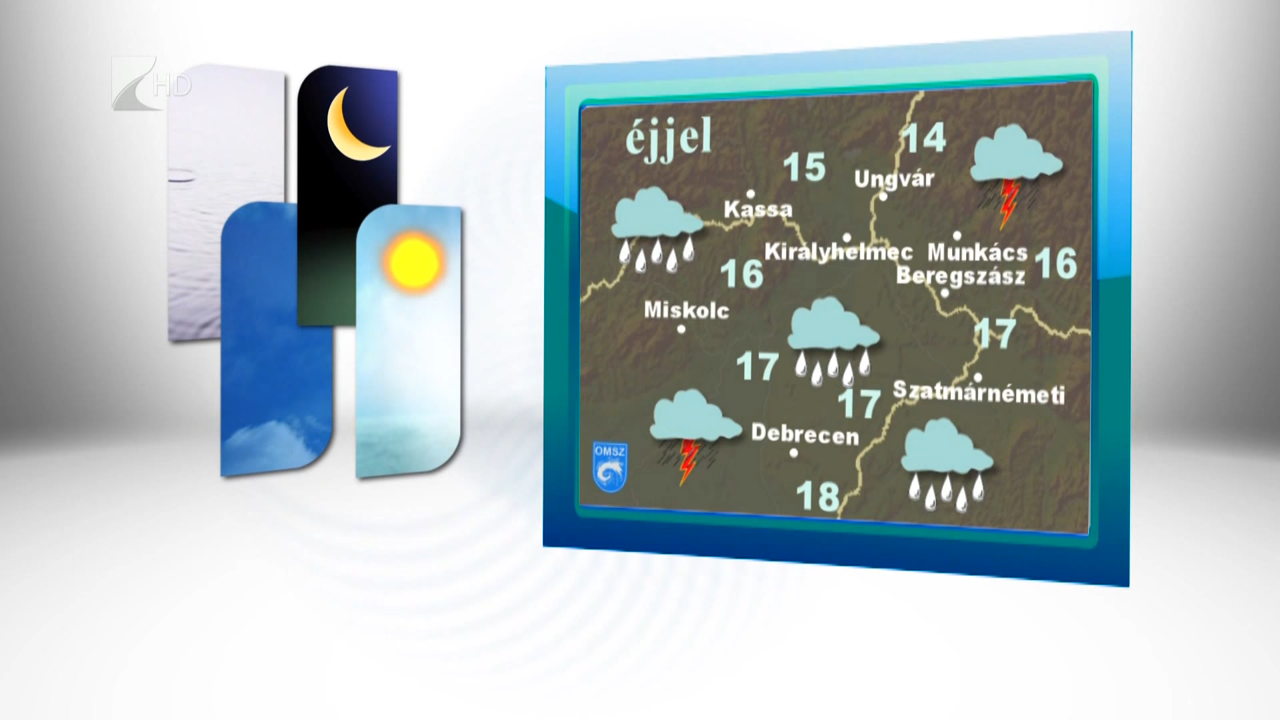 HD
éjjel
14
15
Ungvár
Kassa
Királyhelmec
Munkács
16
Beregszász
16
Miskolc
17
17
Szatmárnémeti
17
Debrecen
OMSZ
18